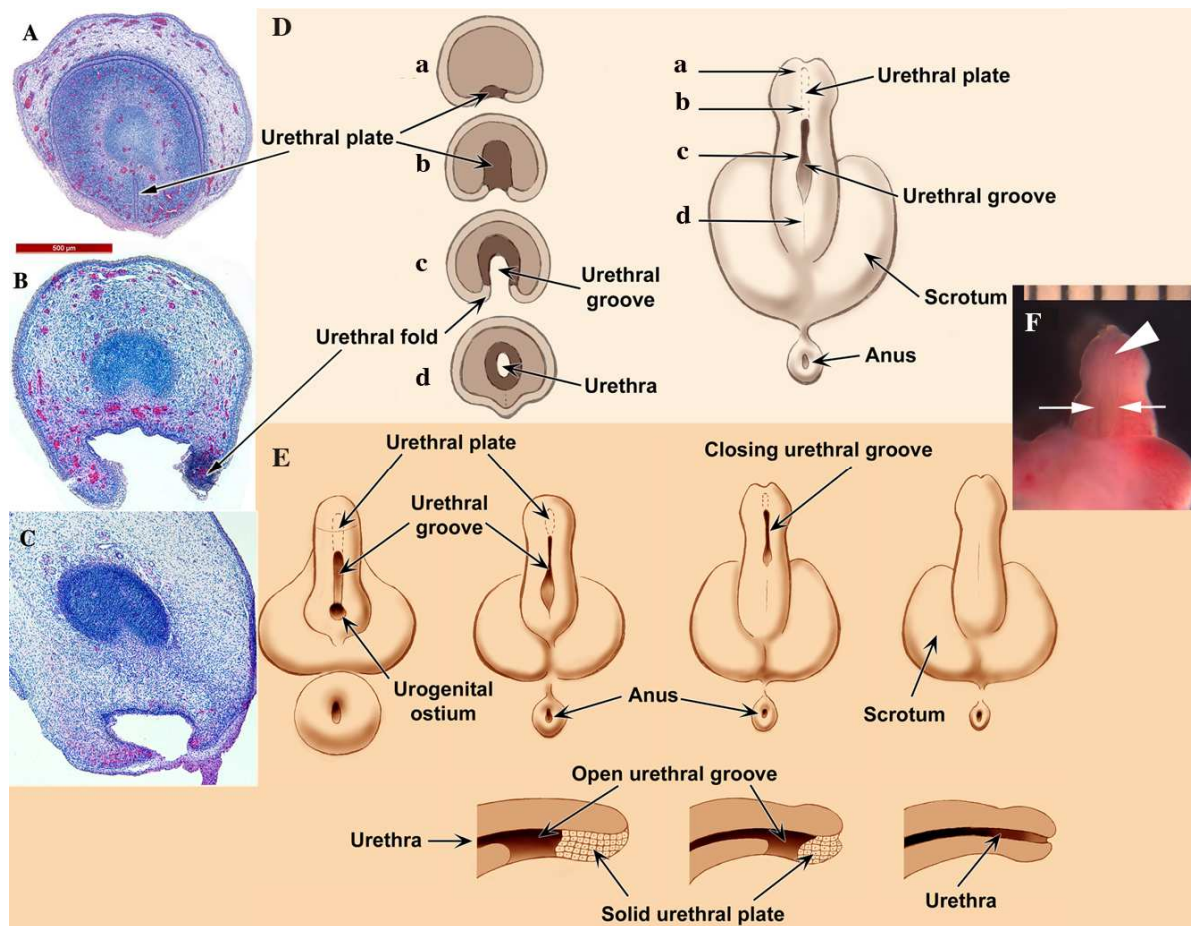 A
500 µm
B
C
D
a
b
c
d
Urethral plate
Urethral
groove
Urethral fold
Urethra
a
b
c
d
Urethral plate
Urethral groove
Scrotum
Anus
F
E
Urethral plate
Urethral
groove
Urogenital
ostium
Closing urethral groove
Anus
Scrotum
Open urethral groove
Urethra
Solid urethral plate
Urethra